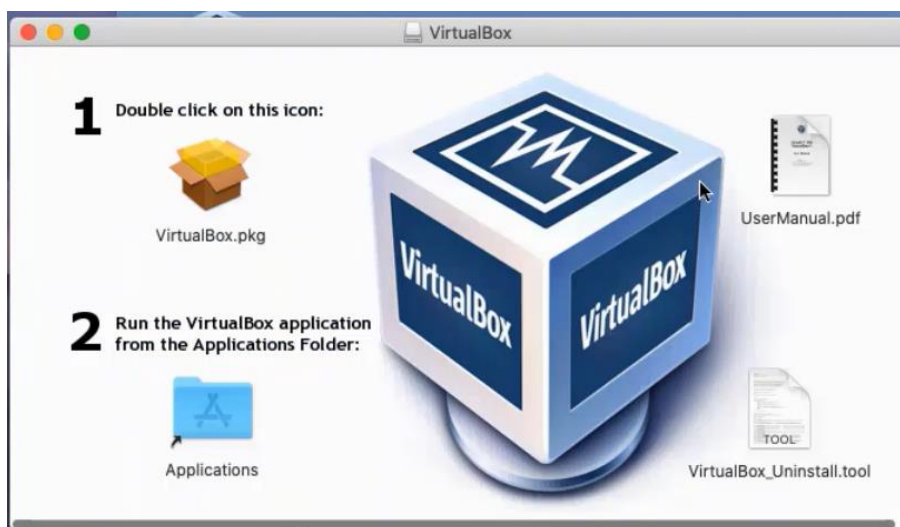 VirtualBox
1 Double click on this icon:
VirtualBox.pkg
UserManual.pdf
VirtualBox
VirtualBox
2 Run the VirtualBox application
from the Applications Folder:
Applications
TOOL
VirtualBox_Uninstall.tool